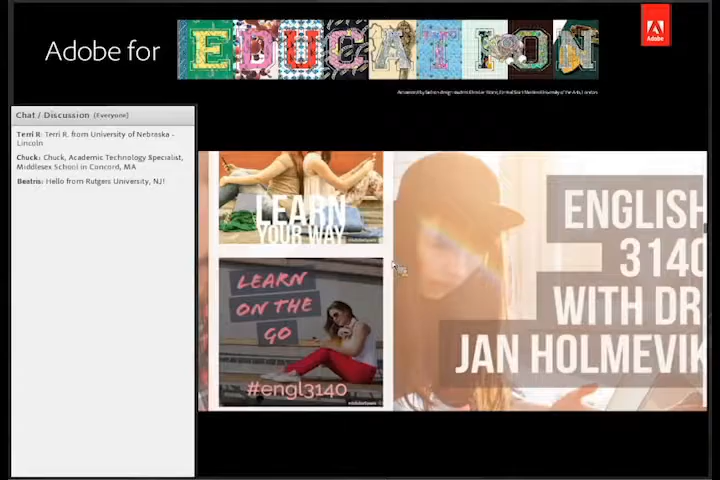 Adobe for EDUCATION
Adobe
Chat / Discussion (Everyone)
Terri R: Terri R. from University of Nebraska -
Lincoln
Chuck: Chuck, Academic Technology Specialist,
Middlesex School in Concord, MA
Beatris: Hello from Rutgers University, NJ!
LEARN
YOUR WAY
LEARN
ON THE
GO
#engl3140
ENGLISH
3140
WITH DR
JAN HOLMEVIK